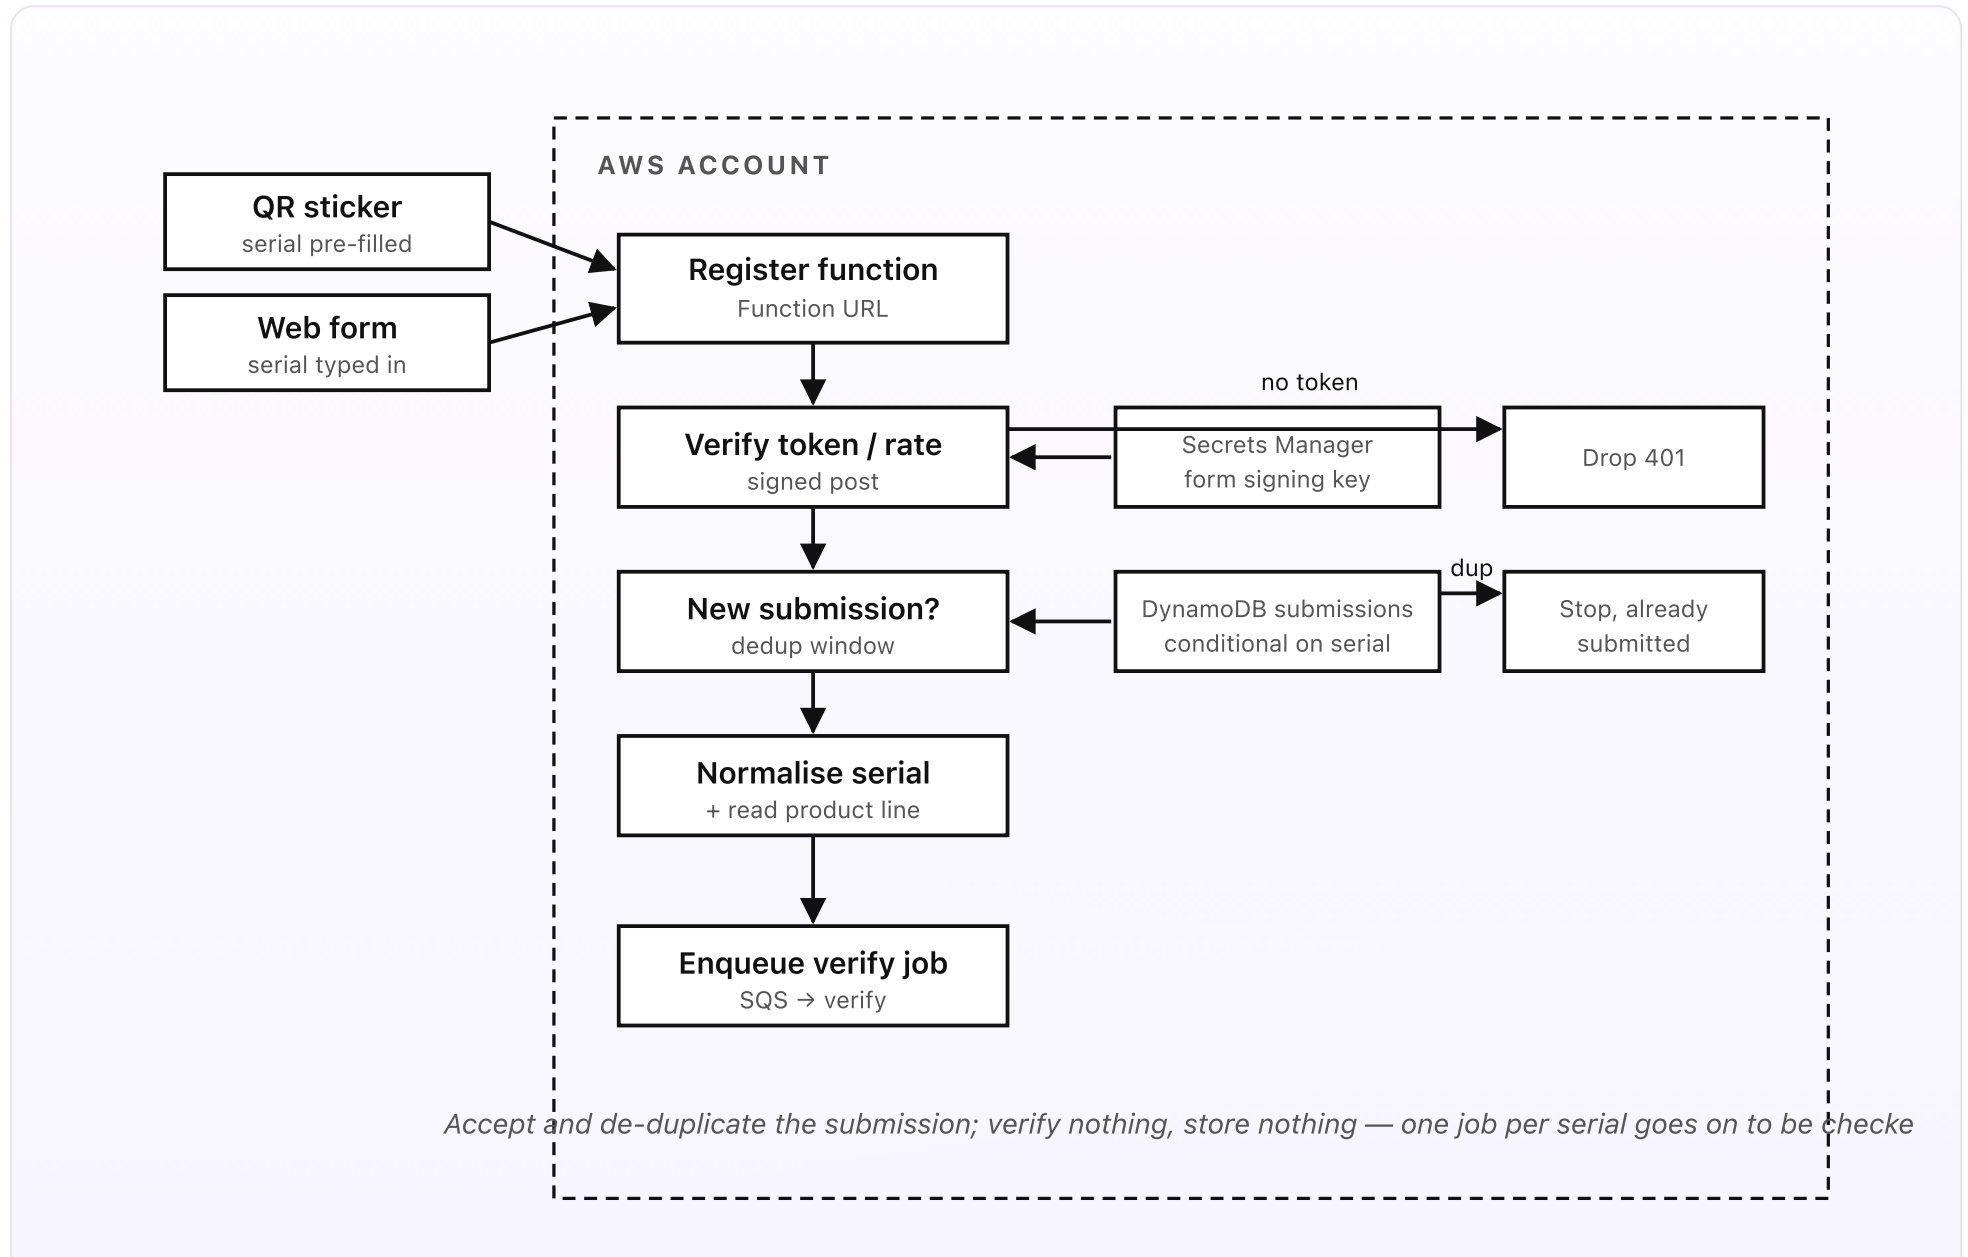 AWS ACCOUNT
QR sticker
serial pre-filled
Web form
serial typed in
Register function
Function URL
no token
Verify token / rate
signed post
Secrets Manager
form signing key
Drop 401
dup
New submission?
dedup window
DynamoDB submissions
conditional on serial
Stop, already
submitted
Normalise serial
+ read product line
Enqueue verify job
SQS → verify
Accept and de-duplicate the submission; verify nothing, store nothing — one job per serial goes on to be checke